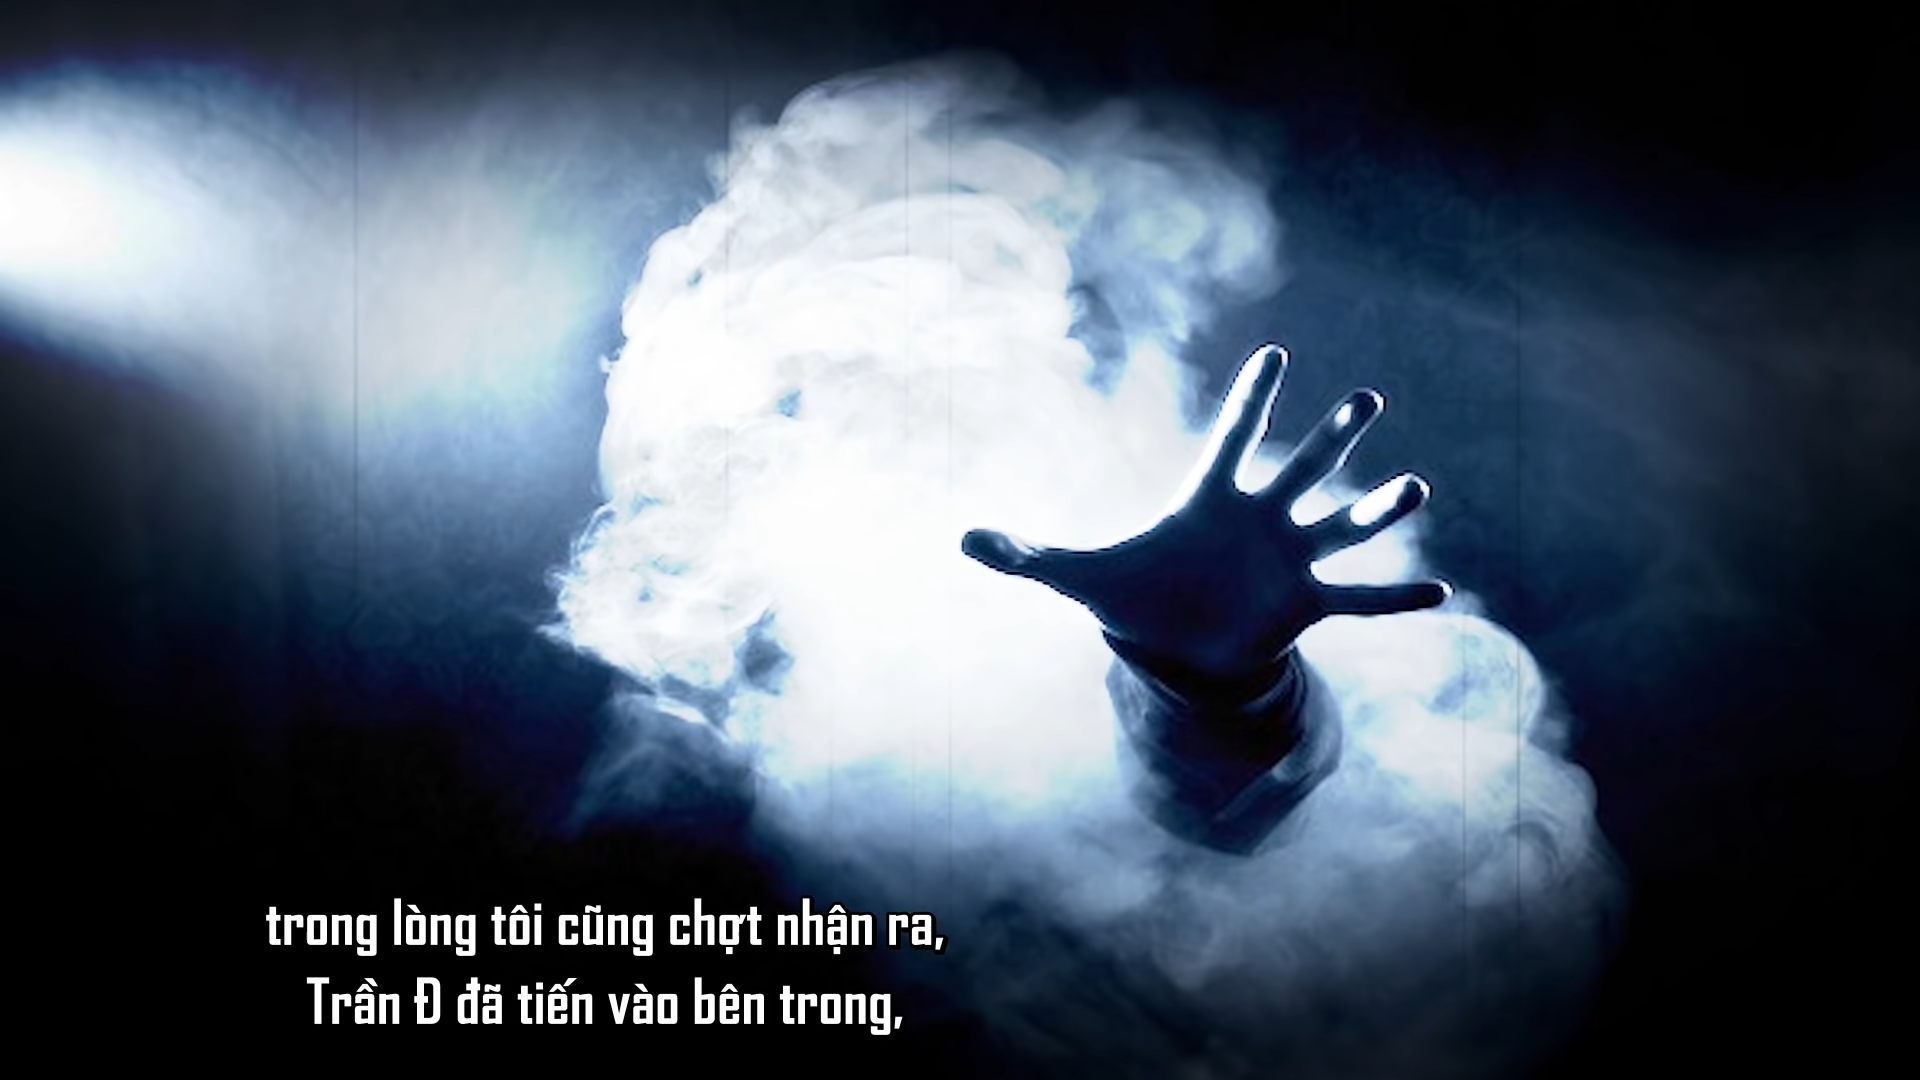 trong lòng tôi cũng chợt nhận ra,
Trần Đ đã tiến vào bên trong,